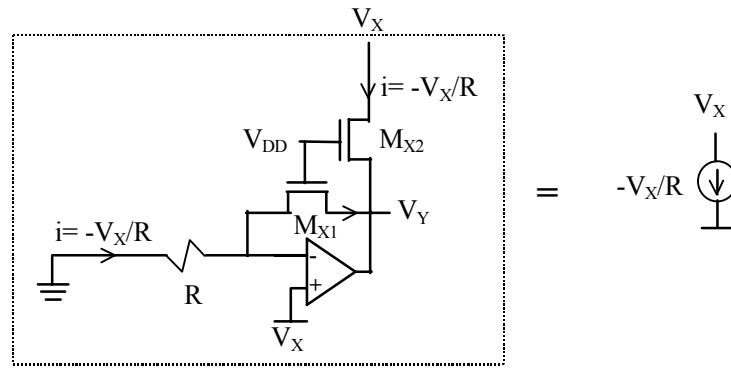 V_X
i= -V_X/R
V_DD
M_X2
V_X
-V_X/R
=
V_Y
M_X1
i= -V_X/R
-
+
R
V_X